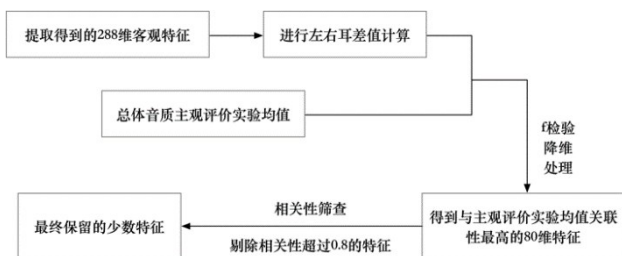 提取得到的288维客观特征
进行左右耳差值计算
总体音质主观评价实验均值
f检验
降维
处理
相关性筛查
最终保留的少数特征
得到与主观评价实验均值关联
性最高的80维特征
剔除相关性超过0.8的特征